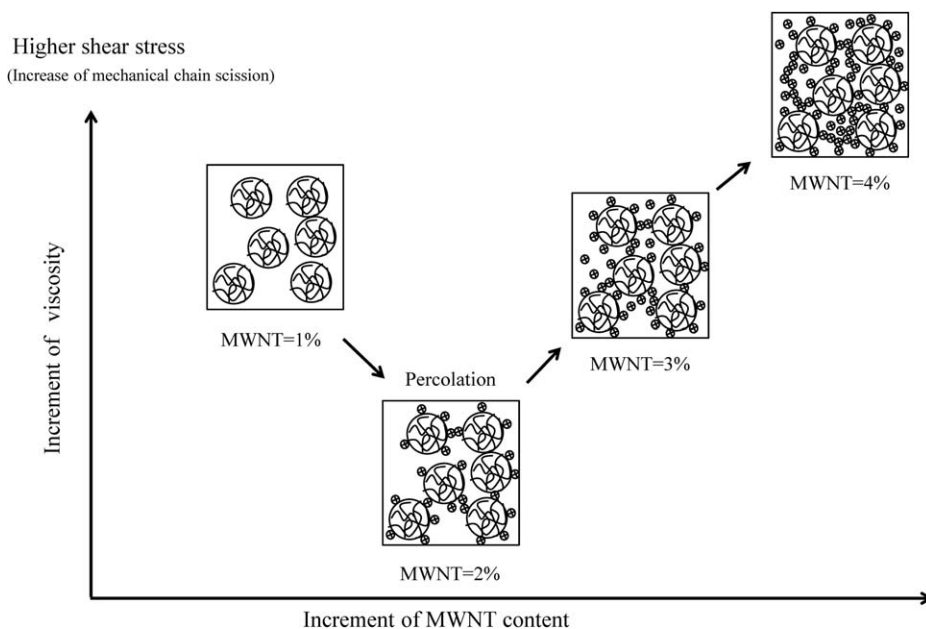 Higher shear stress
(Increase of mechanical chain scission)
MWNT=4%
MWNT=1%
MWNT=3%
Percolation
MWNT=2%
Increment of viscosity
Increment of MWNT content